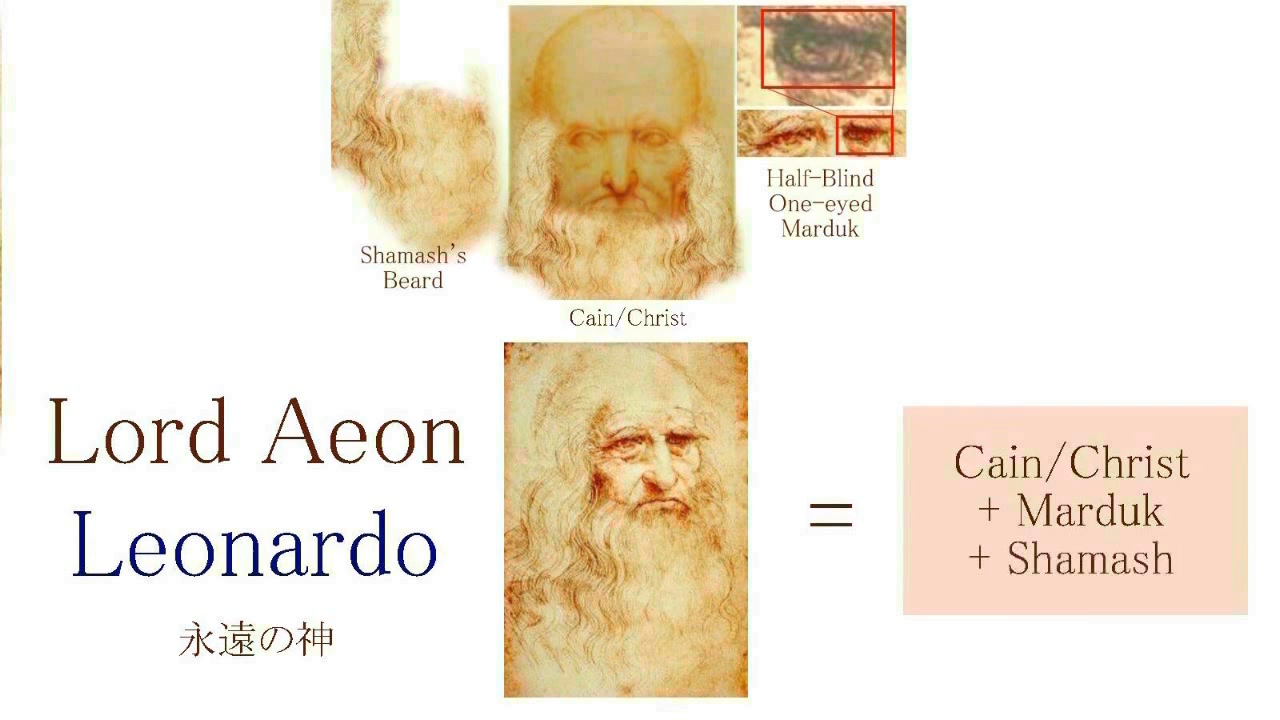 Shamash's
Beard
Cain/Christ
Half-Blind
One-eyed
Marduk
Lord Aeon
Leonardo
永遠の神
=
Cain/Christ
+ Marduk
+ Shamash